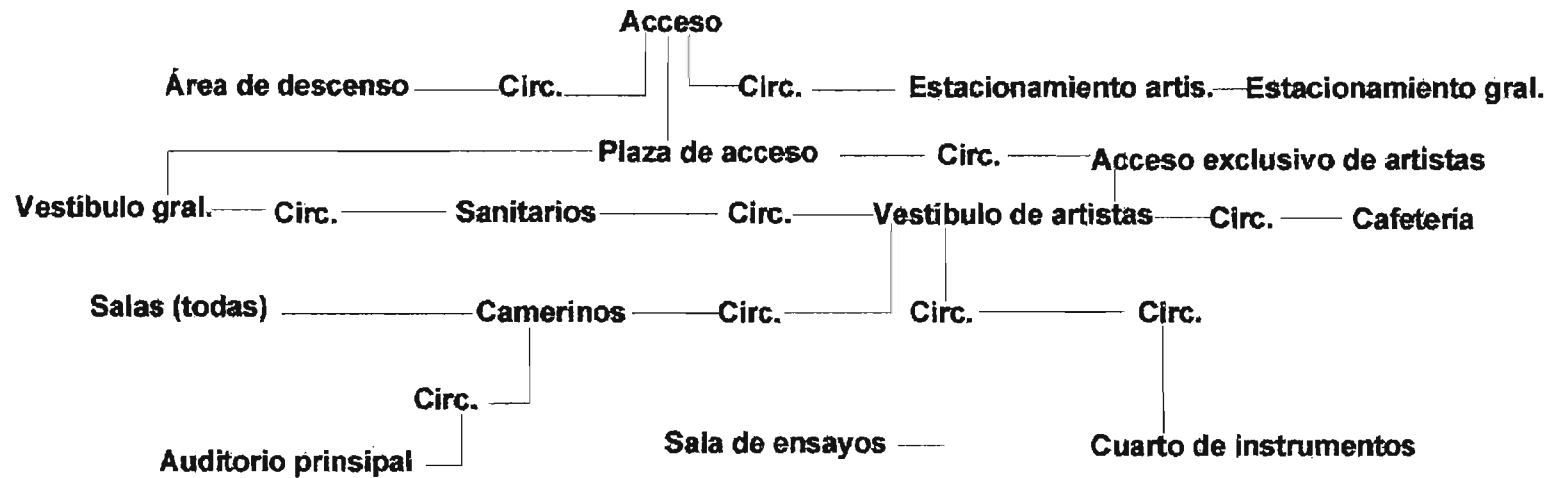 Acceso
Área de descenso Circ. Circ. Estacionamiento artis. Estacionamiento gral.
Plaza de acceso Circ. Acceso exclusivo de artistas
Vestíbulo gral. Circ. Sanitarios Circ. Vestíbulo de artistas Circ. Cafetería
Salas (todas) Camerinos Circ. Circ. Circ.
Circ.
Auditorio prinsipal Sala de ensayos Cuarto de instrumentos